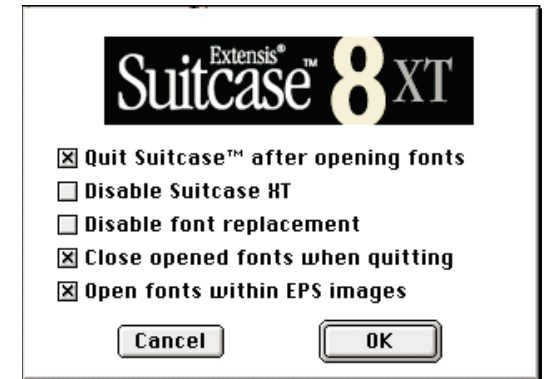 Extensis®
Suitcase™ 8 XT
Quit Suitcase™ after opening fonts
Disable Suitcase XT
Disable font replacement
Close opened fonts when quitting
Open fonts within EPS images
Cancel OK